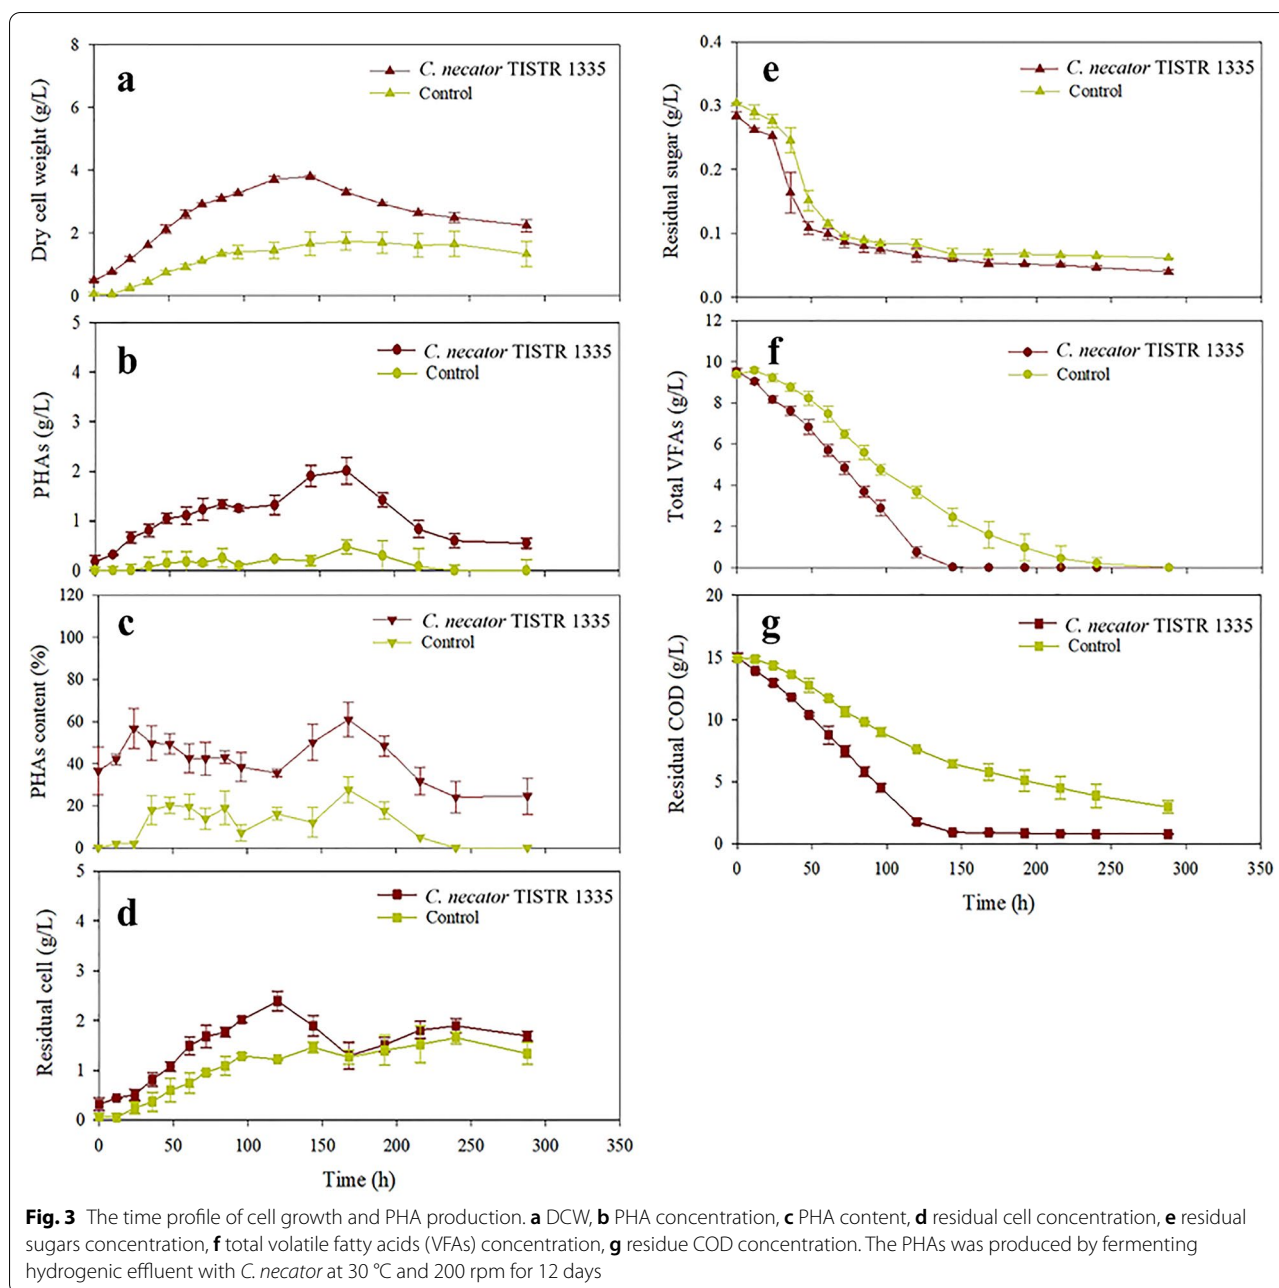 a
C. necator TISTR 1335
Control
Dry cell weight (g/L)
8
6
4
2
0
b
C. necator TISTR 1335
Control
PHAs (g/L)
5
4
3
2
1
0
c
C. necator TISTR 1335
Control
PHAs content (%)
120
100
80
60
40
20
0
d
C. necator TISTR 1335
Control
Residual cell (g/L)
5
4
3
2
1
0
0 50 100 150 200 250 300 350
Time (h)
e
C. necator TISTR 1335
Control
Residual sugar (g/L)
0.4
0.3
0.2
0.1
0.0
f
C. necator TISTR 1335
Control
Total VFAs (g/L)
12
10
8
6
4
2
0
g
C. necator TISTR 1335
Control
Residual COD (g/L)
20
15
10
5
0
0 50 100 150 200 250 300 350
Time (h)
Fig. 3 The time profile of cell growth and PHA production. a DCW, b PHA concentration, c PHA content, d residual cell concentration, e residual
sugars concentration, f total volatile fatty acids (VFAs) concentration, g residue COD concentration. The PHAs was produced by fermenting
hydrogenic effluent with C. necator at 30 °C and 200 rpm for 12 days